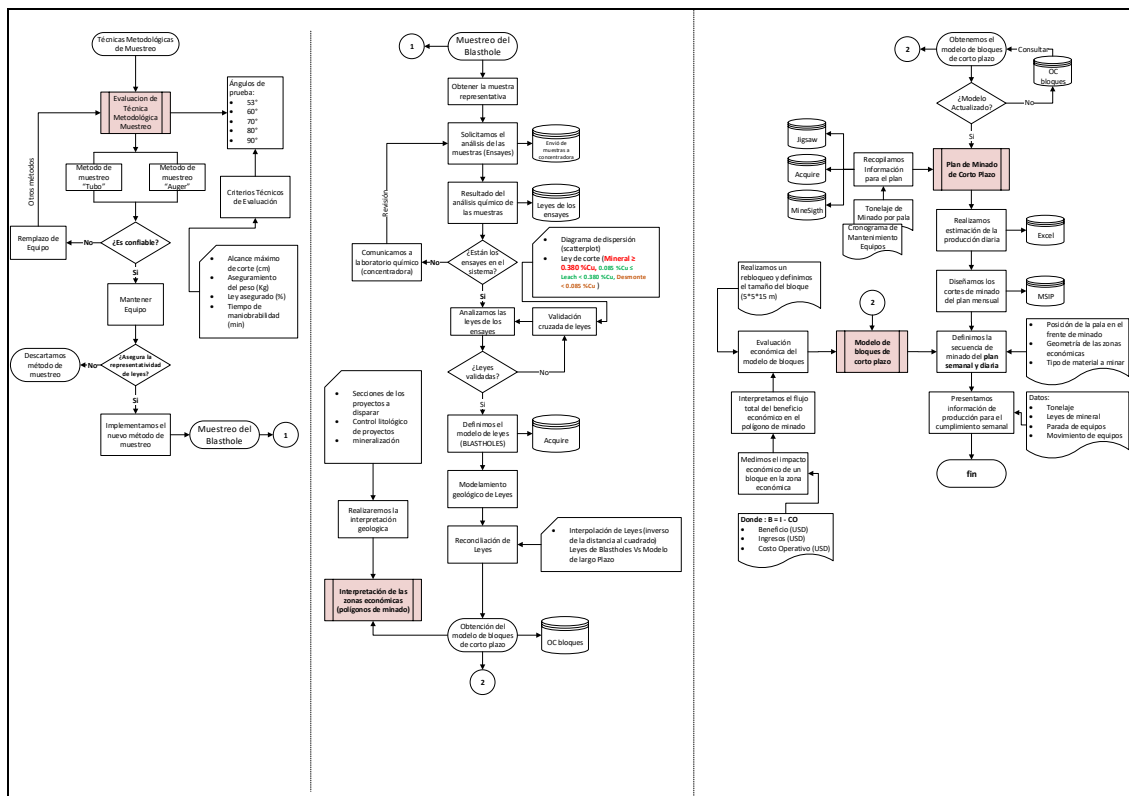 Técnicas Metodológicas
de Muestreo
Evaluacion de
Técnica
Metodológica
Muestreo
Ángulos de
prueba:
• 53°
• 60°
• 70°
• 80°
• 90°
Otros métodos
Metodo de
muestreo
"Tubo"
Metodo de
muestreo
"Auger"
Criterios Técnicos
de Evaluación
Remplazo de
Equipo
No
¿Es confiable?
Si
• Alcance máximo
de corte (cm)
• Aseguramiento
del peso (Kg)
• Ley asegurado (%)
• Tiempo de
maniobrabilidad
(min)
Mantener
Equipo
Descartamos
método de
muestreo
No
¿Asegura la
representatividad
de leyes?
Si
Implementamos el
nuevo método de
muestreo
Muestreo del
Blasthole
1
1
Muestreo del
Blasthole
Obtener la muestra
representativa
Solicitamos el
análisis de las
muestras (Ensayes)
Envió de
muestras a
concentradora
Revisión
Resultado del
análisis químico de
las muestras
Leyes de los
ensayes
Comunicamos a
laboratorio químico
(concentradora)
No
¿Están los
ensayes en el
sistema?
Si
• Diagrama de dispersión
(scatterplot)
• Ley de corte (Mineral ≥
0.380 %Cu, 0.085 %Cu ≤
Leach < 0.380 %Cu, Desmonte
< 0.085 %Cu )
Analizamos las
leyes de los
ensayes
Validación
cruzada de leyes
¿Leyes
validadas?
No
Si
• Secciones de los
proyectos a
disparar
• Control litológico
de proyectos
• mineralización
Definimos el
modelo de leyes
(BLASTHOLES)
Acquire
Modelamiento
geológico de Leyes
Realizaremos la
interpretación
geologica
Reconciliación de
Leyes
• Interpolación de Leyes (inverso
de la distancia al cuadrado)
Leyes de Blastholes Vs Modelo
de largo Plazo
Interpretación de las
zonas económicas
(polígonos de minado)
Obtención del
modelo de bloques
de corto plazo
OC bloques
2
2
Obtenemos el
modelo de bloques
de corto plazo
Consultar
OC
bloques
¿Modelo
Actualizado?
No
Si
Jigsaw
Acquire
MineSigth
Recopilamos
Información
para el plan
Plan de Minado
de Corto Plazo
Tonelaje de
Minado por pala
Cronograma de
Mantenimiento
Equipos
Realizamos
estimación de la
producción diaria
Excel
Realizamos un
rebloqueo y definimos
el tamaño del bloque
(5*5*15 m)
Diseñamos los
cortes de minado
del plan mensual
MSIP
2
Evaluación
económica del
modelo de bloques
Modelo de
bloques de
corto plazo
Definimos la
secuencia de
minado del plan
semanal y diaria
• Posición de la pala en el
frente de minado
• Geometría de las zonas
económicas
• Tipo de material a minar
Interpretamos el flujo
total del beneficio
económico en el
polígono de minado
Presentamos
información de
producción para el
cumplimiento semanal
Datos:
• Tonelaje
• Leyes de mineral
• Parada de equipos
• Movimiento de equipos
Medimos el impacto
económico de un
bloque en la zona
económica
fin
Donde : B = I - CO
• Beneficio (USD)
• Ingresos (USD)
• Costo Operativo (USD)